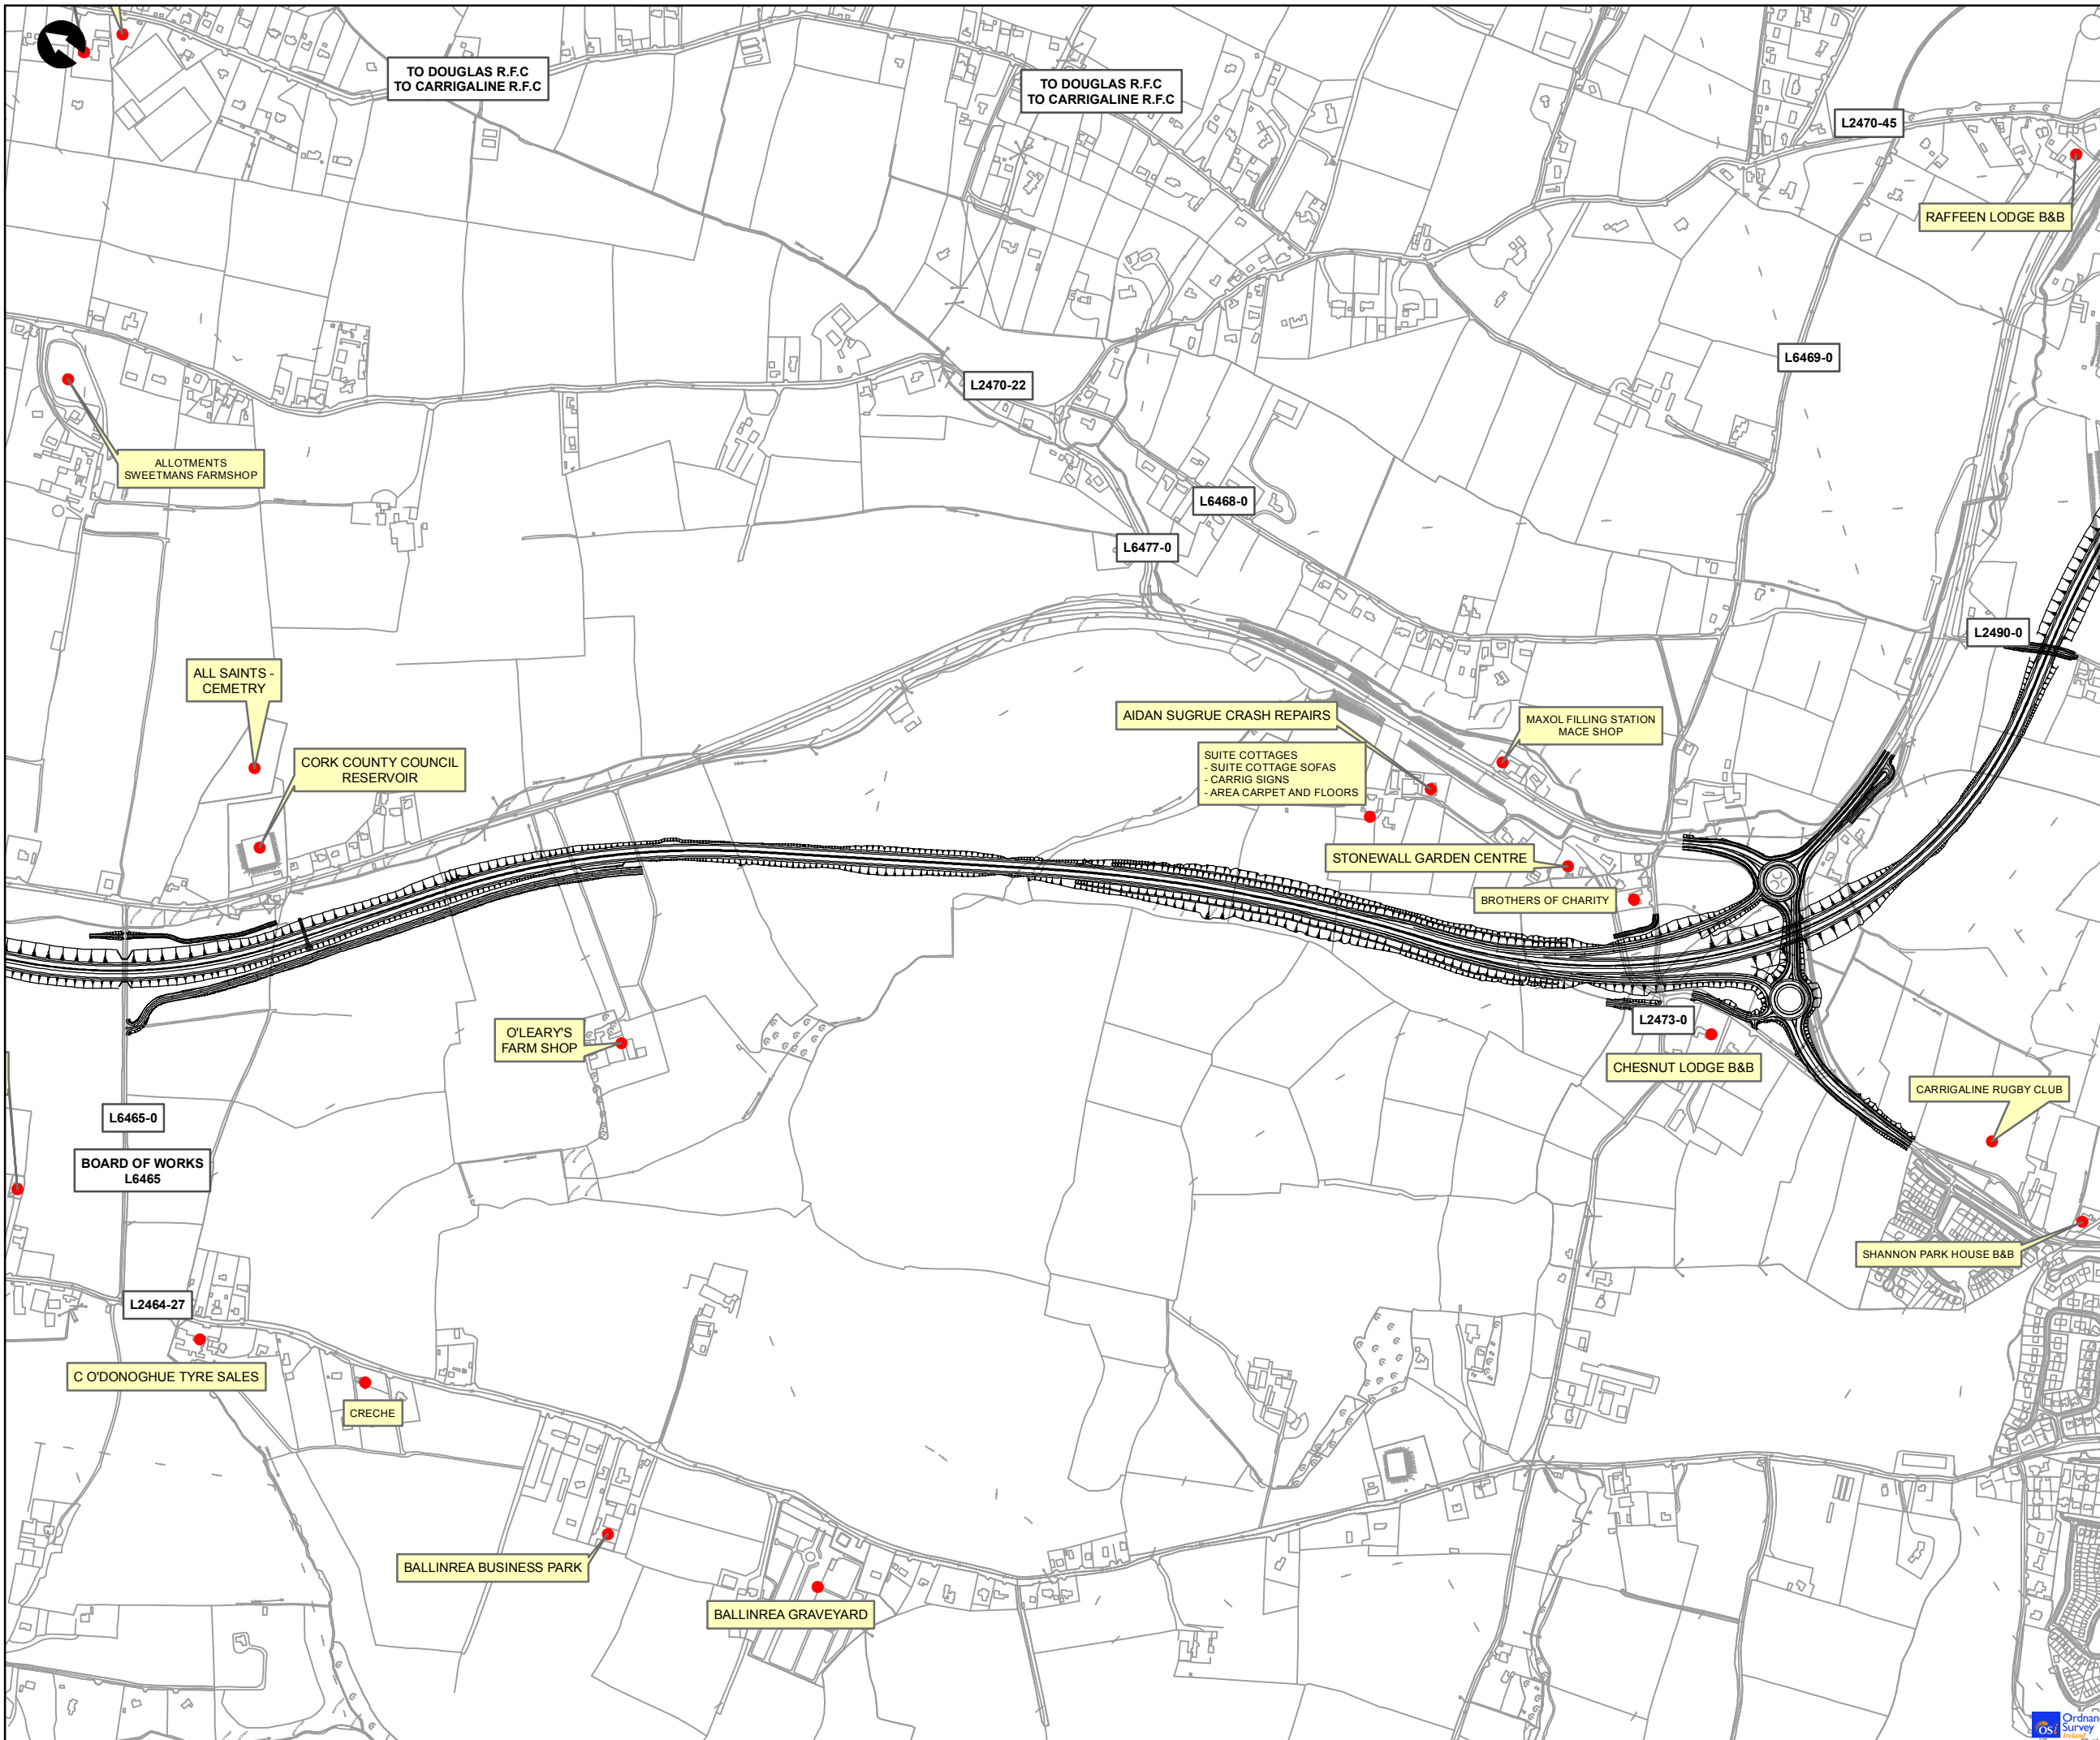 TO DOUGLAS R.F.C
TO CARRIGALINE R.F.C
TO DOUGLAS R.F.C
TO CARRIGALINE R.F.C
L2470-45
RAFFEEN LODGE B&B
L6469-0
L2470-22
ALLOTMENTS
SWEETMANS FARMSHOP
L6468-0
L6477-0
L2490-0
ALL SAINTS -
CEMETRY
AIDAN SUGRUE CRASH REPAIRS
MAXOL FILLING STATION
MACE SHOP
CORK COUNTY COUNCIL
RESERVOIR
SUITE COTTAGES
- SUITE COTTAGE SOFAS
- CARRIG SIGNS
- AREA CARPET AND FLOORS
STONEWALL GARDEN CENTRE
BROTHERS OF CHARITY
L2473-0
O'LEARY'S
FARM SHOP
CHESNUT LODGE B&B
CARRIGALINE RUGBY CLUB
L6465-0
BOARD OF WORKS
L6465
SHANNON PARK HOUSE B&B
L2464-27
C O'DONOGHUE TYRE SALES
CRECHE
BALLINREA BUSINESS PARK
BALLINREA GRAVEYARD
OSi
Ordnan
Survey
Ireland